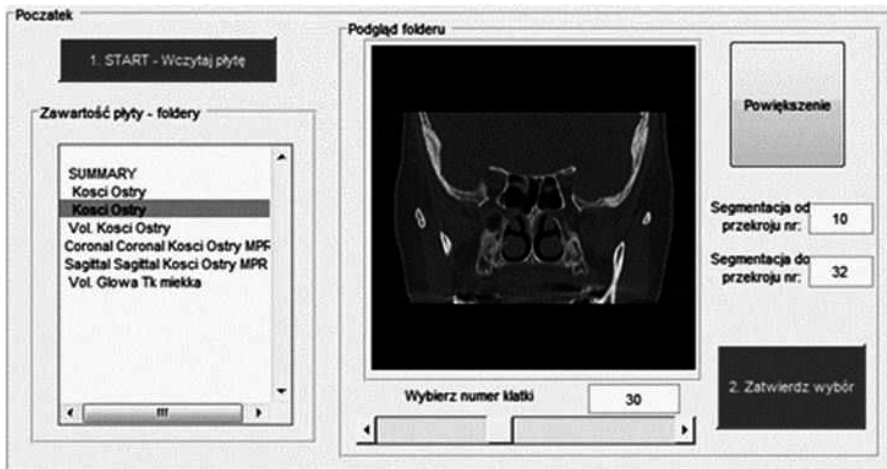 Poczatek
1. START - Wczytaj płytę
Zawartość płyty - foldery
SUMMARY
Kosci Ostry
Kosci Ostry
Vol. Kosci Ostry
Coronal Coronal Kosci Ostry MPR
Sagittal Sagittal Kosci Ostry MPR
Vol. Glowa Tk miekka
Podgląd folderu
Powiększenie
Segmentacja od
przekroju nr:
10
Segmentacja do
przekroju nr:
32
Wybierz numer klatki
30
2. Zatwierdz wybór